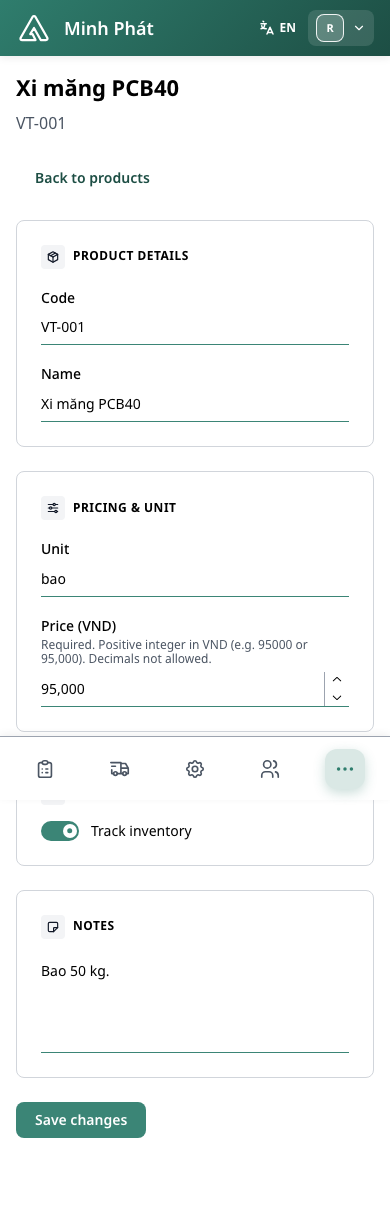 Minh Phát
EN
R
Xi măng PCB40
VT-001
Back to products
PRODUCT DETAILS
Code
VT-001
Name
Xi măng PCB40
PRICING & UNIT
Unit
bao
Price (VND)
Required. Positive integer in VND (e.g. 95000 or
95,000). Decimals not allowed.
95,000
Track inventory
NOTES
Bao 50 kg.
Save changes